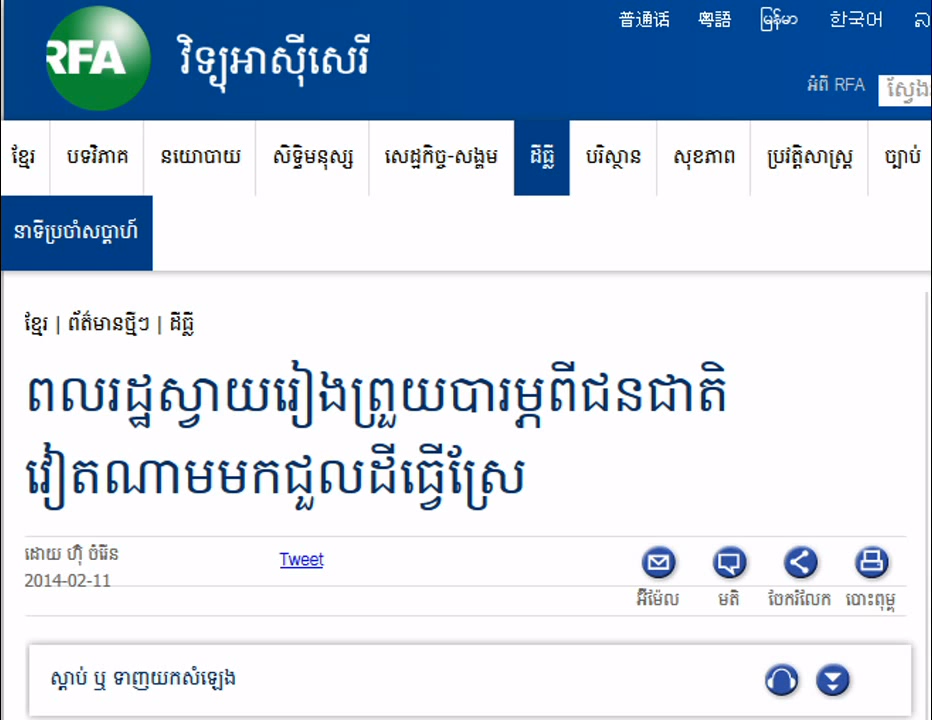 普通话 粤語 မြန်မာ 한국어
RFA វិទ្យុអាស៊ីសេរី
អំពី RFA
ខ្មែរ បទវិភាគ នយោបាយ សិទ្ធិមនុស្ស សេដ្ឋកិច្ច-សង្គម ដីធ្លី បរិស្ថាន សុខភាព ប្រវត្តិសាស្ត្រ ច្បាប់
នាទីប្រចាំសប្ដាហ៍
ខ្មែរ | ព័ត៌មានថ្មីៗ | ដីធ្លី
ពលរដ្ឋស្វាយរៀងព្រួយបារម្ភពីជនជាតិ
វៀតណាមមកជួលដីធ្វើស្រែ
ដោយ ហ៊ុំ ចំរើន
Tweet
2014-02-11
អ៊ីម៉ែល មតិ ចែករំលែក បោះពុម្ព
ស្ដាប់ ឬ ទាញយកសំឡេង